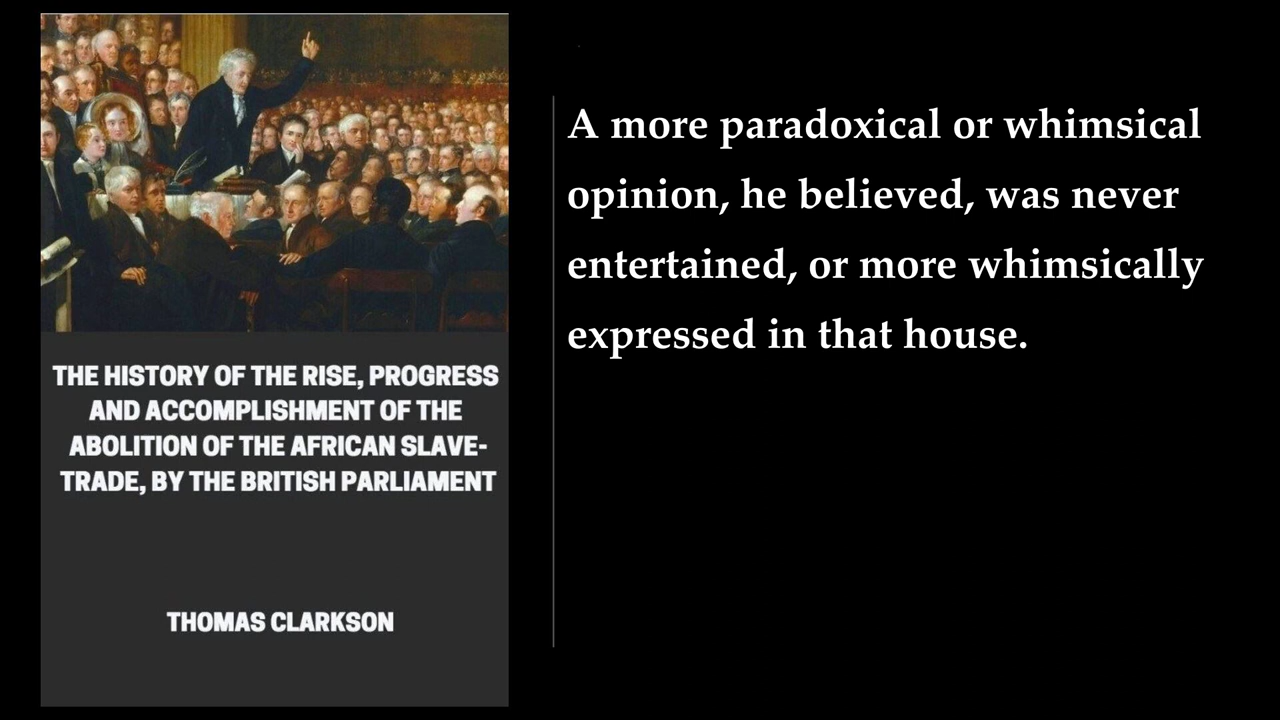 THE HISTORY OF THE RISE, PROGRESS
AND ACCOMPLISHMENT OF THE
ABOLITION OF THE AFRICAN SLAVE-
TRADE, BY THE BRITISH PARLIAMENT
THOMAS CLARKSON
A more paradoxical or whimsical
opinion, he believed, was never
entertained, or more whimsically
expressed in that house.